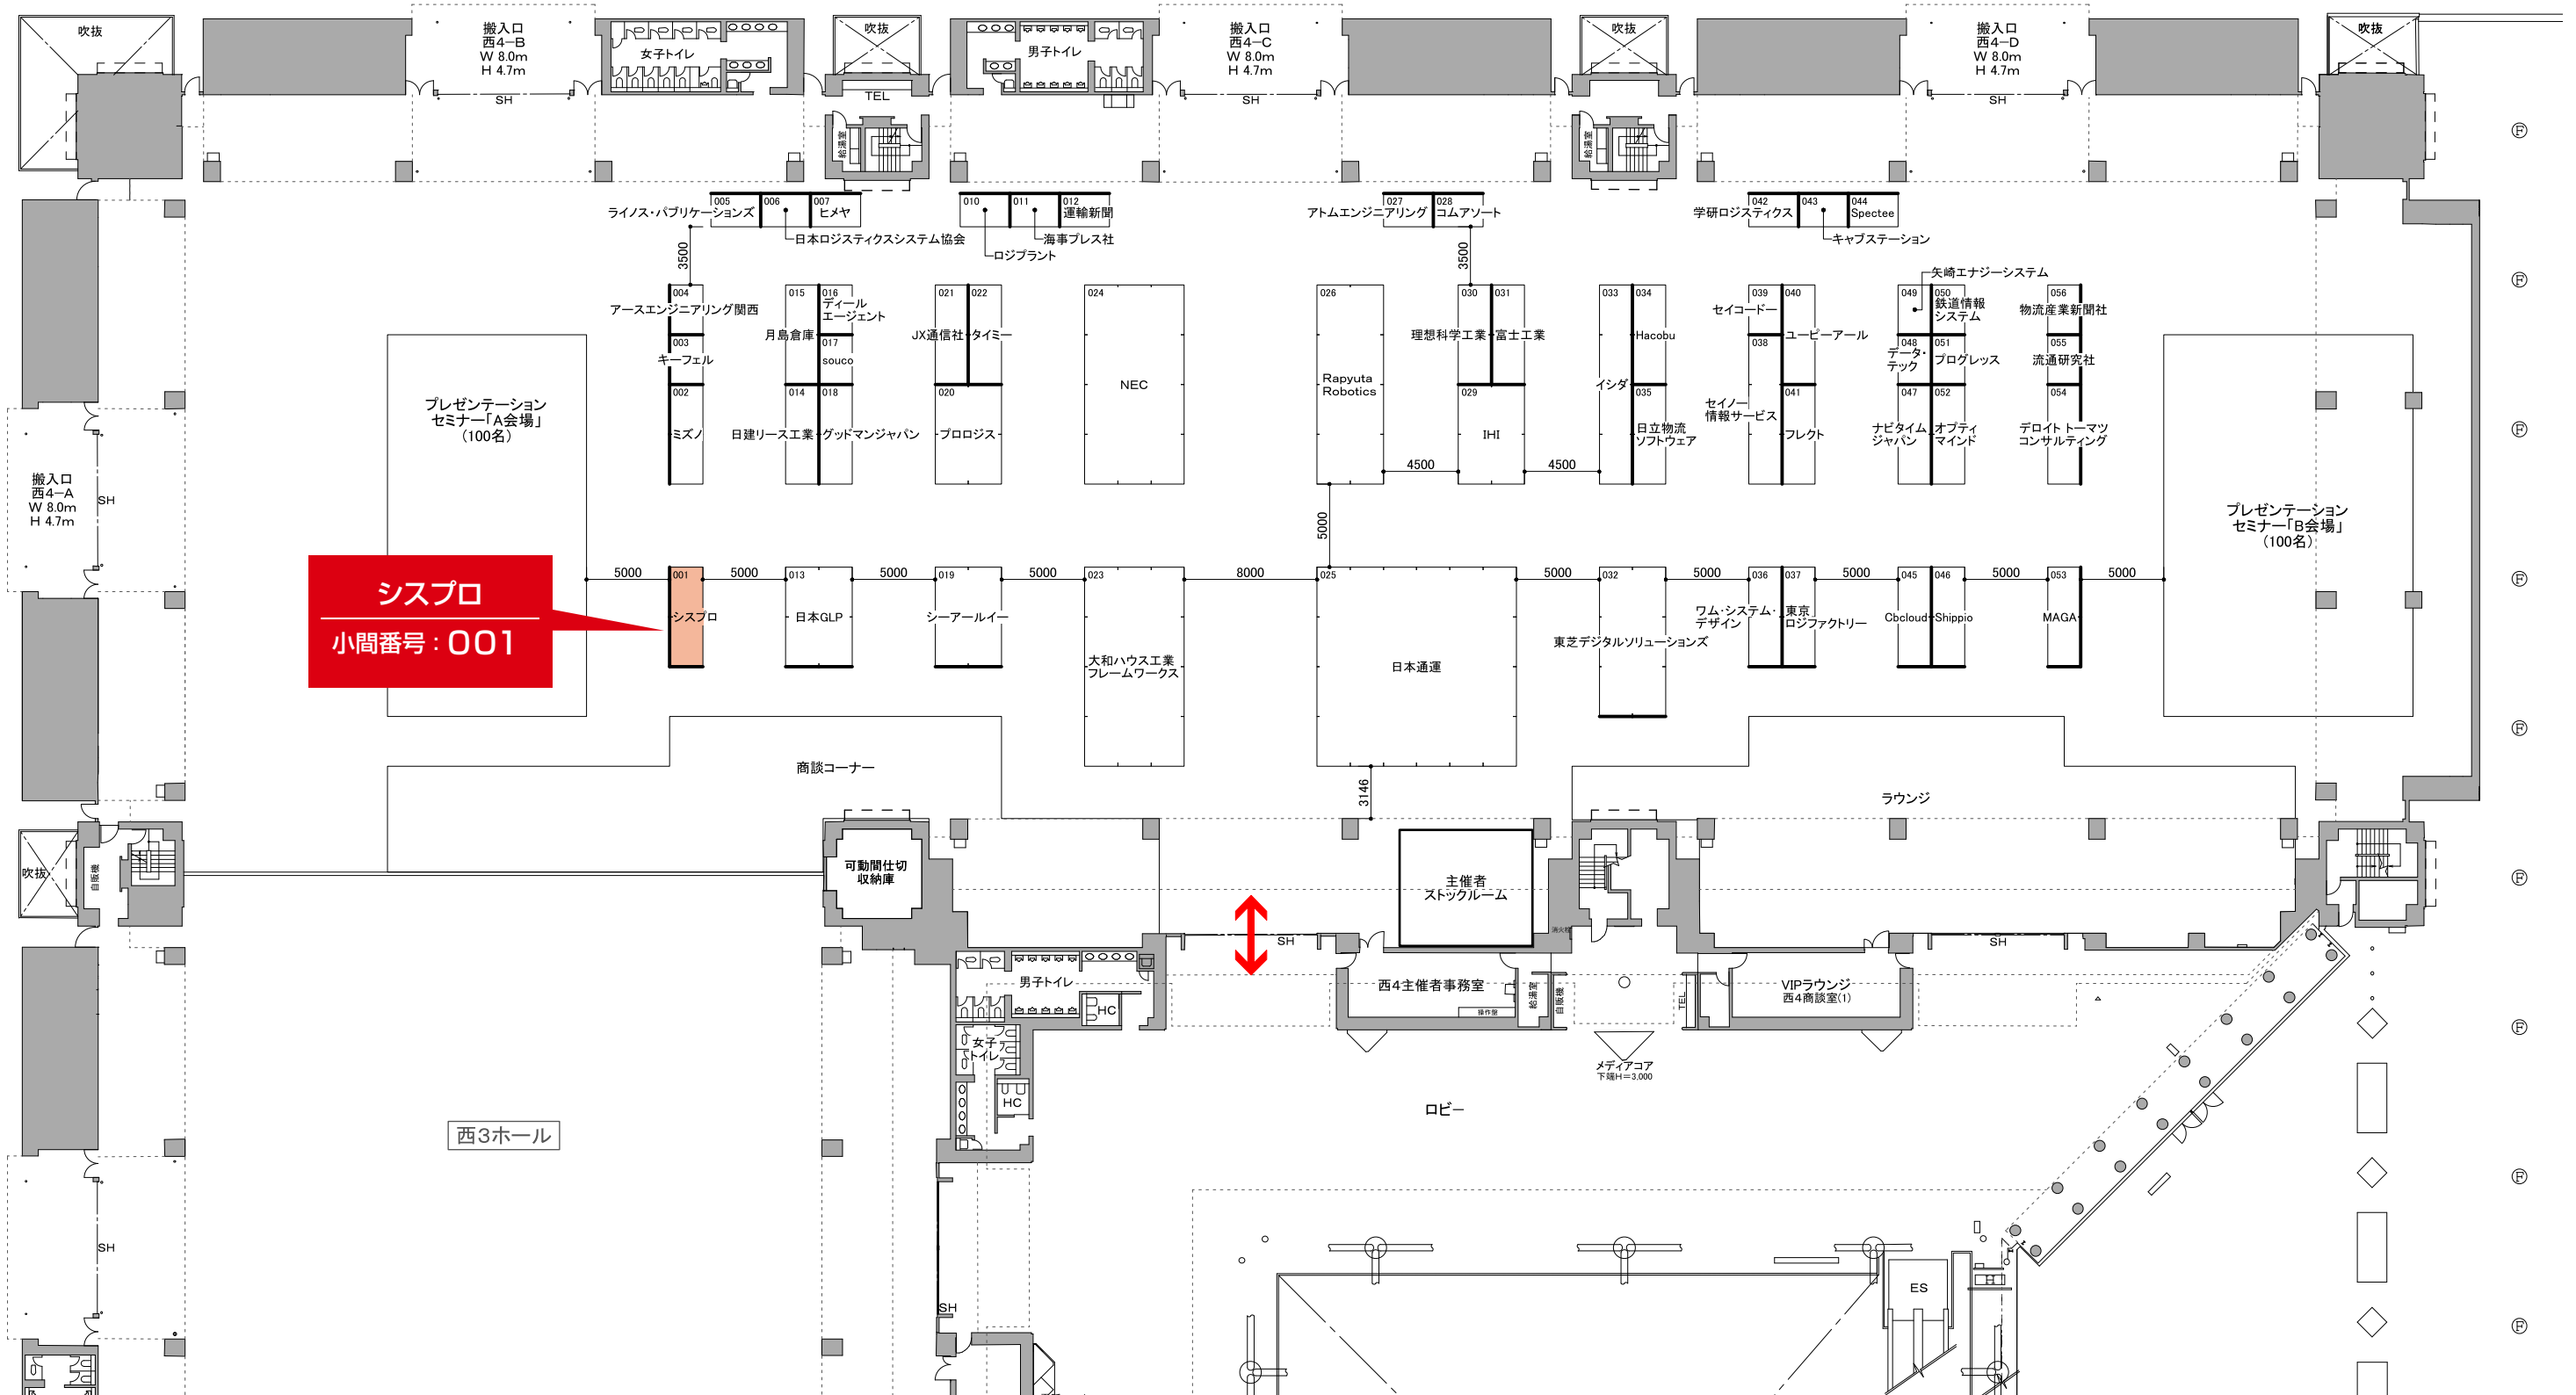 吹抜
搬入口
西4-B
W 8.0m
H 4.7m
SH
女子トイレ
吹抜
TEL
給湯室
男子トイレ
搬入口
西4-C
W 8.0m
H 4.7m
SH
吹抜
給湯室
搬入口
西4-D
W 8.0m
H 4.7m
SH
吹抜
Ⓕ
005
ライノス・パブリケーションズ
006
007
ヒメヤ
日本ロジスティクスシステム協会
010
011
012
運輸新聞
海事プレス社
ロジプラント
027
アトムエンジニアリング
028
コムアソート
042
学研ロジスティクス
043
044
Spectee
キャブステーション
3500
3500
Ⓕ
004
アースエンジニアリング関西
003
キーフェル
002
ミズノ
015
月島倉庫
016
ディール
エージェント
017
souco
014
日建リース工業
018
グッドマンジャパン
021
JX通信社
022
タイミー
020
プロロジス
024
NEC
026
Rapyuta
Robotics
030
理想科学工業
031
富士工業
029
IHI
033
イシダ
034
Hacobu
035
日立物流
ソフトウェア
039
セイコードー
040
ユーピーアール
038
セイノー
情報サービス
041
フレクト
矢崎エナジーシステム
049
050
鉄道情報
システム
048
データ・
テック
051
プログレッス
047
ナビタイム
ジャパン
052
オプティ
マインド
056
物流産業新聞社
055
流通研究社
054
デロイト トーマツ
コンサルティング
4500
4500
5000
Ⓕ
プレゼンテーション
セミナー「A会場」
(100名)
搬入口
西4-A
W 8.0m
H 4.7m
SH
プレゼンテーション
セミナー「B会場」
(100名)
シスプロ
小間番号：001
5000
001
シスプロ
5000
013
日本GLP
5000
019
シーアールイー
5000
023
大和ハウス工業
フレームワークス
8000
025
日本通運
5000
032
東芝デジタルソリューションズ
5000
036
ワム・システム・
デザイン
037
東京
ロジファクトリー
5000
045
Cbcloud
046
Shippio
5000
053
MAGA
5000
Ⓕ
Ⓕ
商談コーナー
3146
ラウンジ
吹抜
自販機
可動間仕切
収納庫
主催者
ストックルーム
消火栓
Ⓕ
SH
SH
男子トイレ
HC
西4主催者事務室
操作盤
給湯室
自販機
TEL
VIPラウンジ
西4商談室(1)
女子
トイレ
HC
メディアコア
下端H＝3,000
Ⓕ
ロビー
西3ホール
Ⓕ
SH
SH
ES
Ⓕ